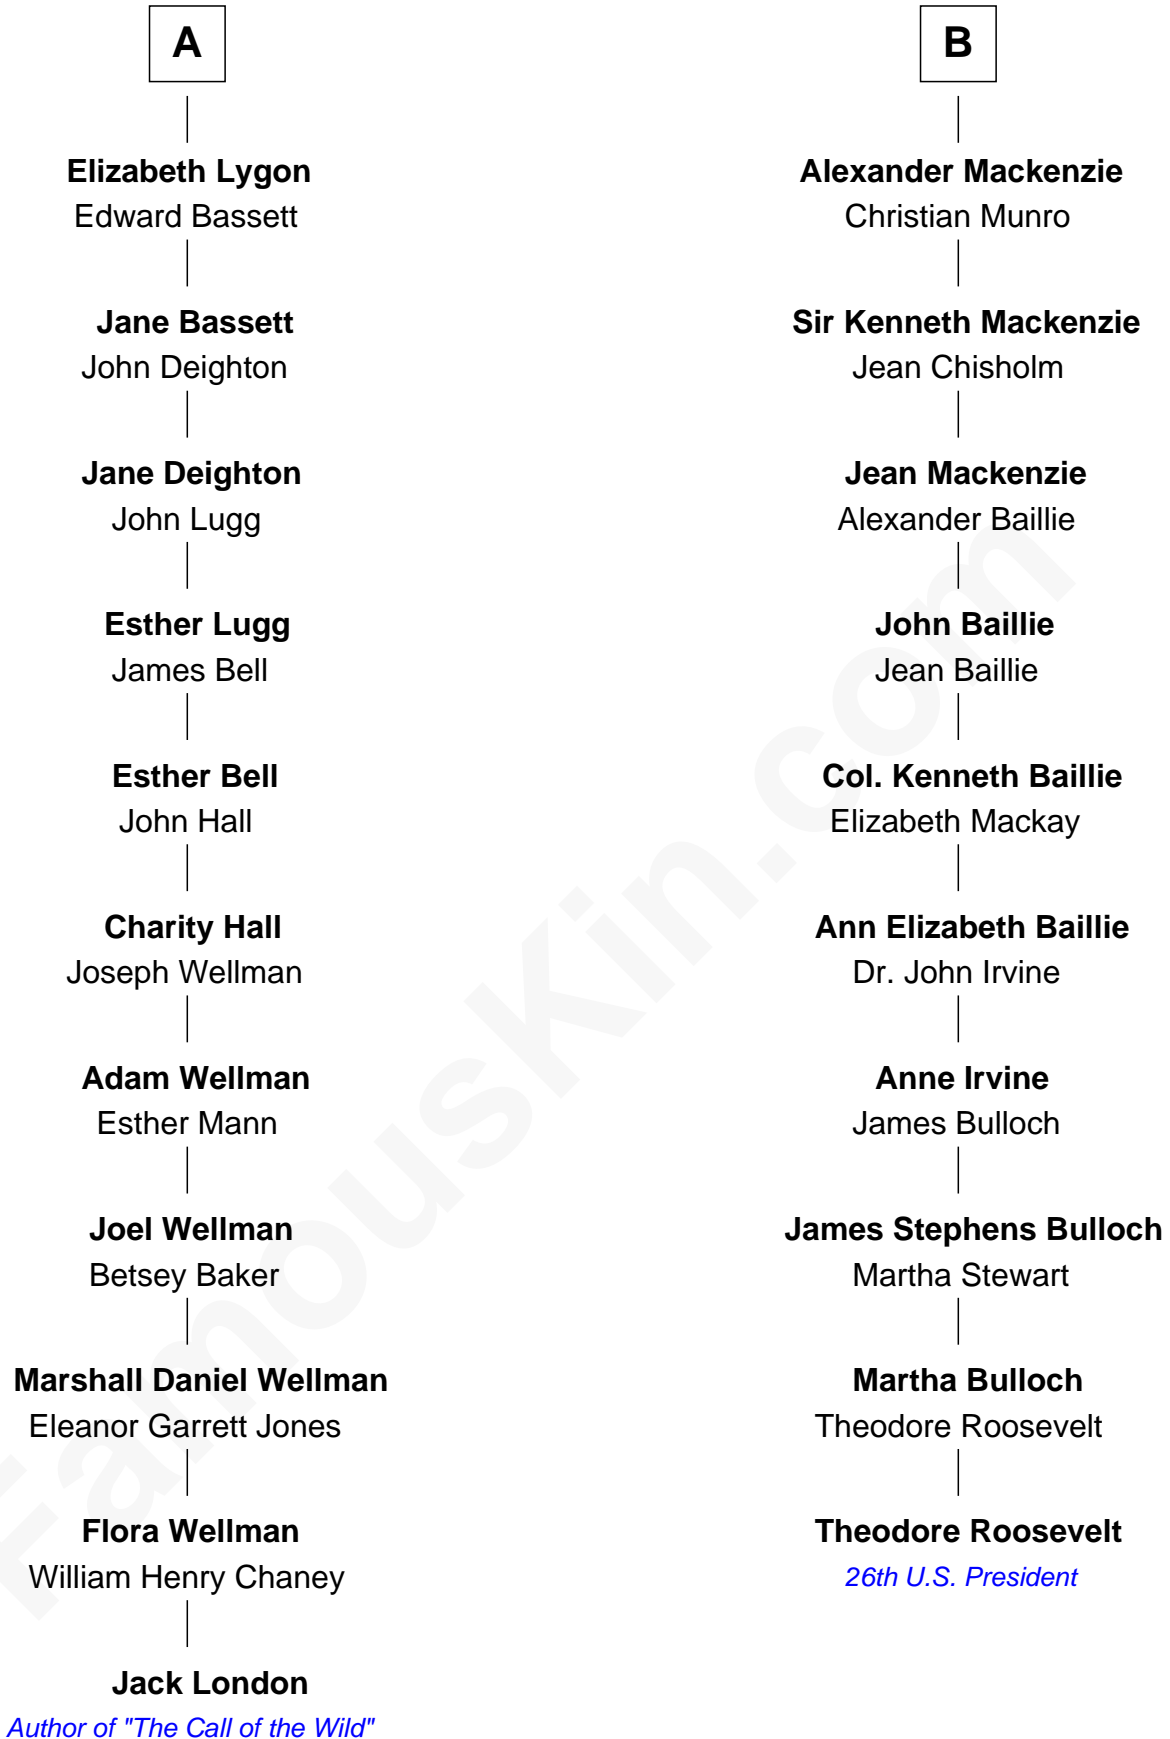 A
Elizabeth Lygon
Edward Bassett
Jane Bassett
John Deighton
Jane Deighton
John Lugg
Esther Lugg
James Bell
Esther Bell
John Hall
Charity Hall
Joseph Wellman
Adam Wellman
Esther Mann
Joel Wellman
Betsey Baker
Marshall Daniel Wellman
Eleanor Garrett Jones
Flora Wellman
William Henry Chaney
Jack London
Author of "The Call of the Wild"
B
Alexander Mackenzie
Christian Munro
Sir Kenneth Mackenzie
Jean Chisholm
Jean Mackenzie
Alexander Baillie
John Baillie
Jean Baillie
Col. Kenneth Baillie
Elizabeth Mackay
Ann Elizabeth Baillie
Dr. John Irvine
Anne Irvine
James Bulloch
James Stephens Bulloch
Martha Stewart
Martha Bulloch
Theodore Roosevelt
Theodore Roosevelt
26th U.S. President
FamousKin.com